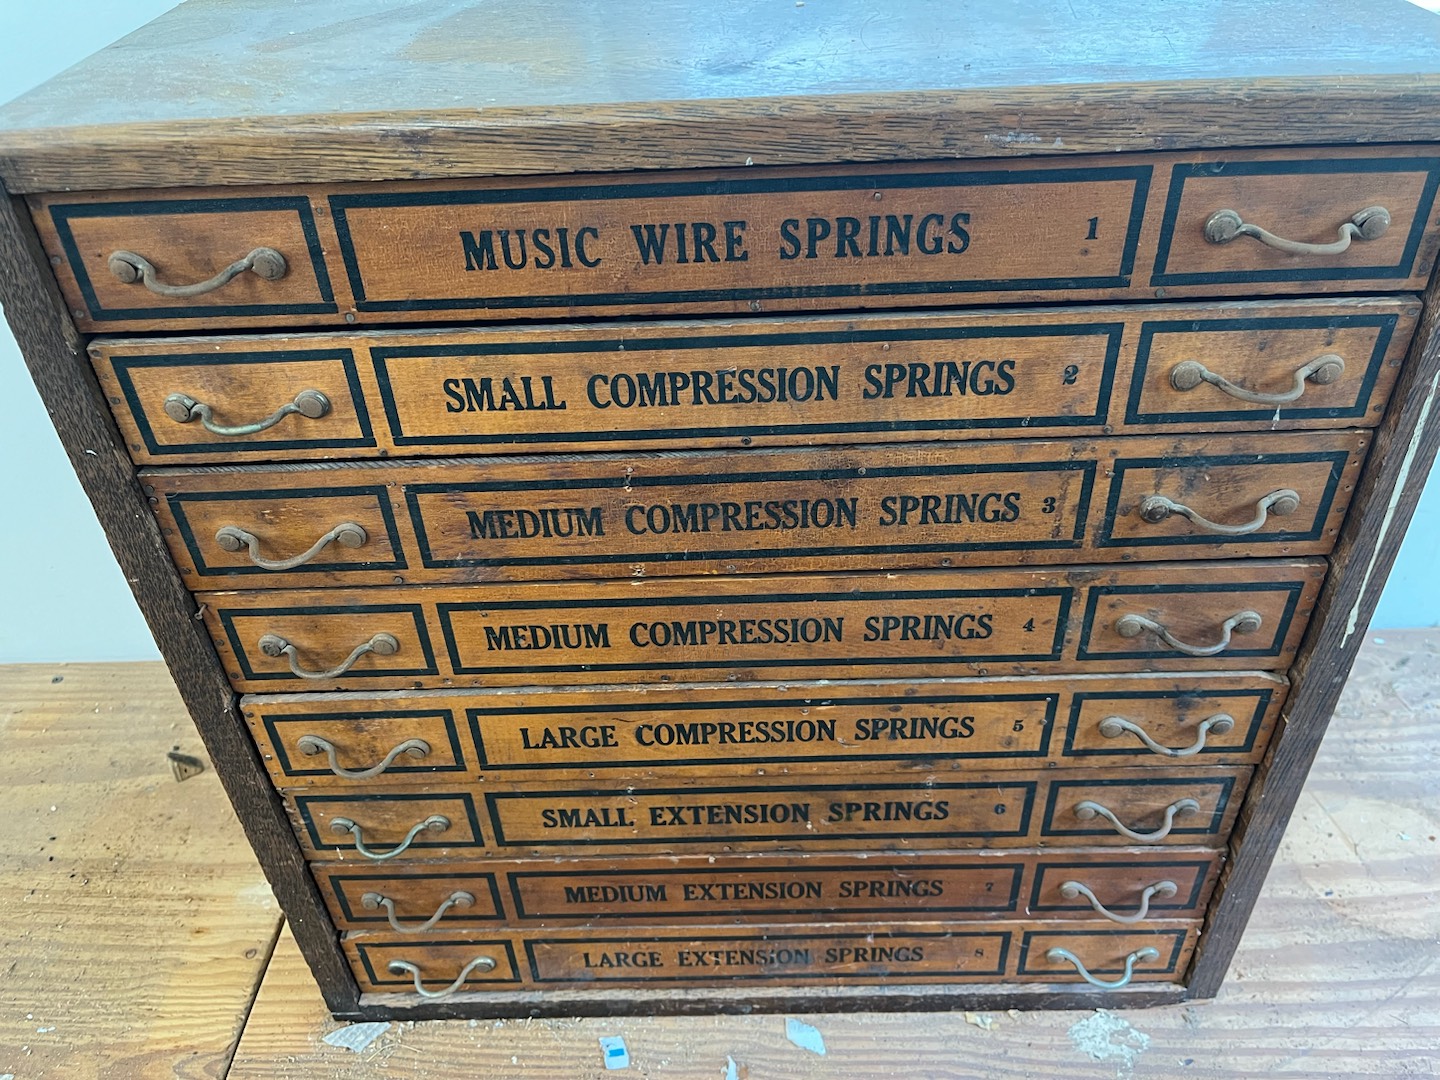 MUSIC WIRE SPRINGS 1
SMALL COMPRESSION SPRINGS 2
MEDIUM COMPRESSION SPRINGS 3
MEDIUM COMPRESSION SPRINGS 4
LARGE COMPRESSION SPRINGS 5
SMALL EXTENSION SPRINGS 6
MEDIUM EXTENSION SPRINGS 7
LARGE EXTENSION SPRINGS 8